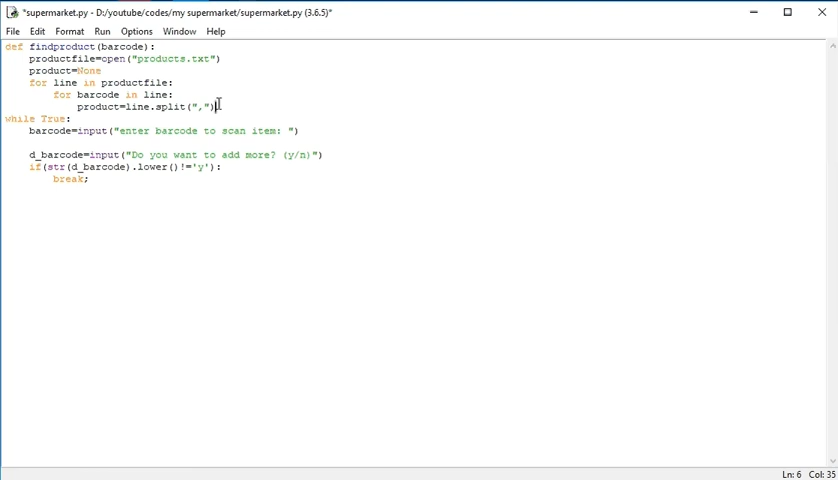 *supermarket.py - D:/youtube/codes/my supermarket/supermarket.py (3.6.5)*
File Edit Format Run Options Window Help
def findproduct(barcode):
    productfile=open("products.txt")
    product=None
    for line in productfile:
        for barcode in line:
            product=line.split(",")
while True:
    barcode=input("enter barcode to scan item: ")
    d_barcode=input("Do you want to add more? (y/n)")
    if(str(d_barcode).lower()!='y'):
        break;
Ln: 6 Col: 35